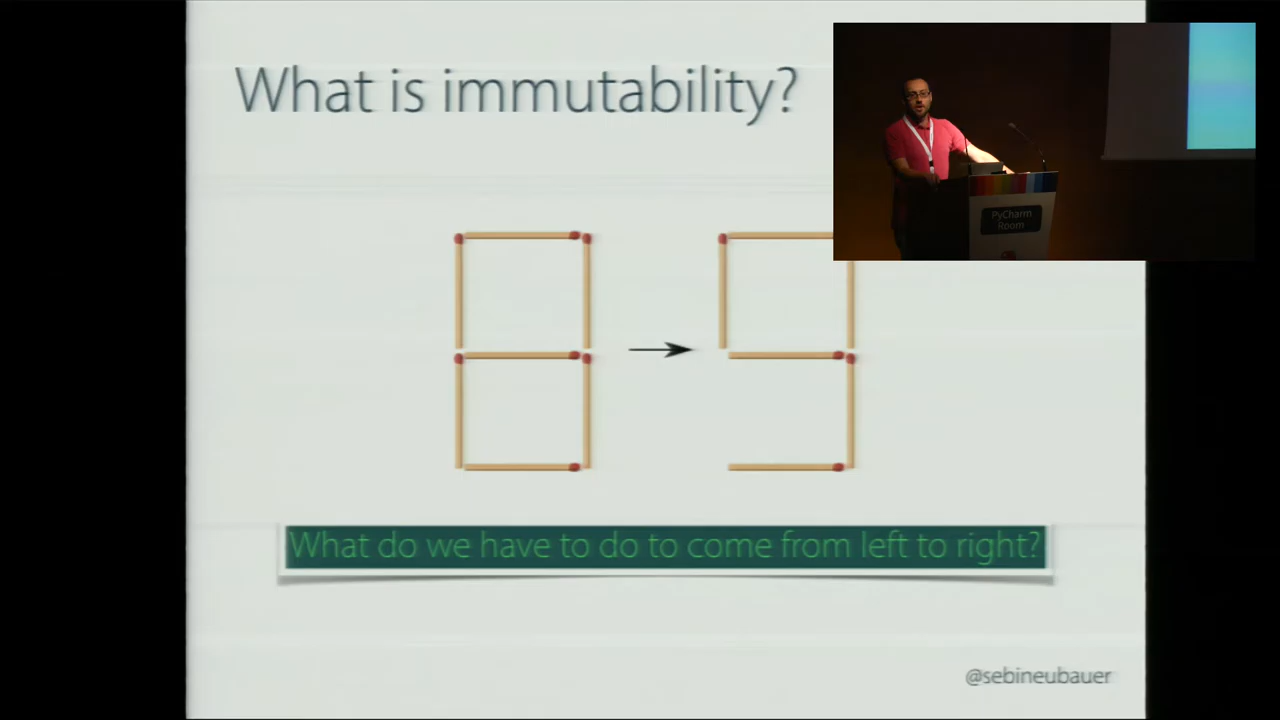 What is immutability?
PyCharm
Room
What do we have to do to come from left to right?
@sebineubauer